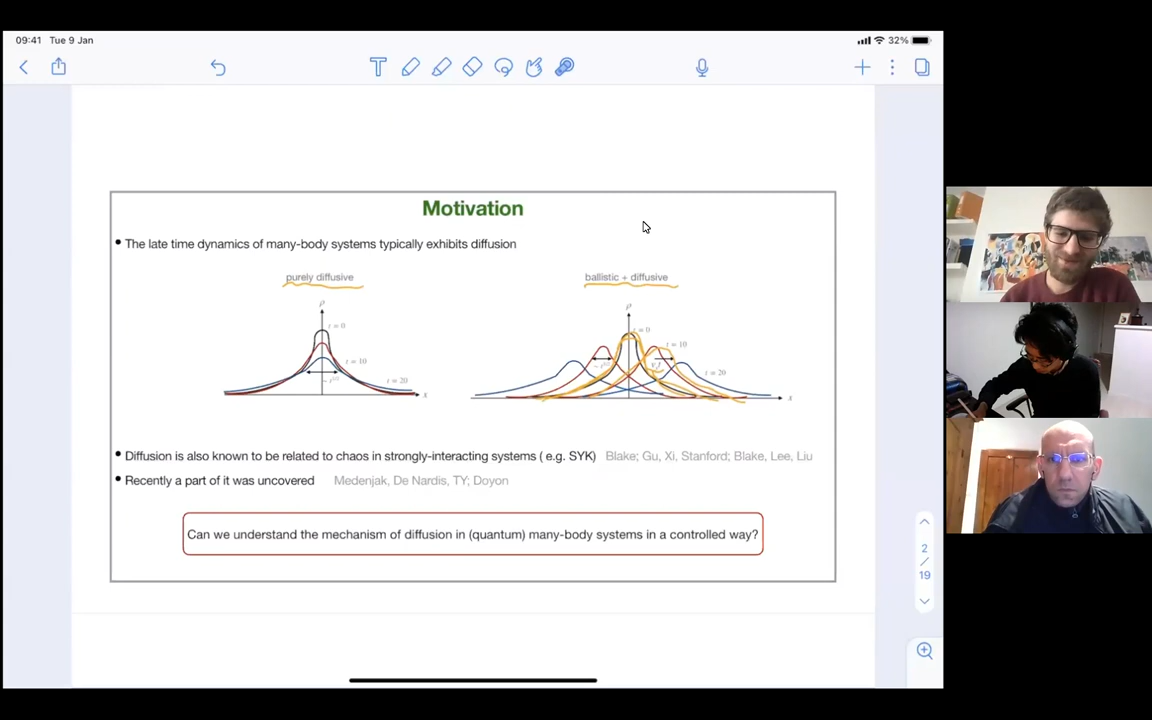 09:41 Tue 9 Jan
32%
Motivation
• The late time dynamics of many-body systems typically exhibits diffusion
purely diffusive
ballistic + diffusive
ρ
t = 0
t = 10
t = 20
x
ρ
t = 0
t = 10
t = 20
x
• Diffusion is also known to be related to chaos in strongly-interacting systems ( e.g. SYK) Blake; Gu, Xi, Stanford; Blake, Lee, Liu
• Recently a part of it was uncovered Medenjak, De Nardis, TY; Doyon
Can we understand the mechanism of diffusion in (quantum) many-body systems in a controlled way?
2
/
19